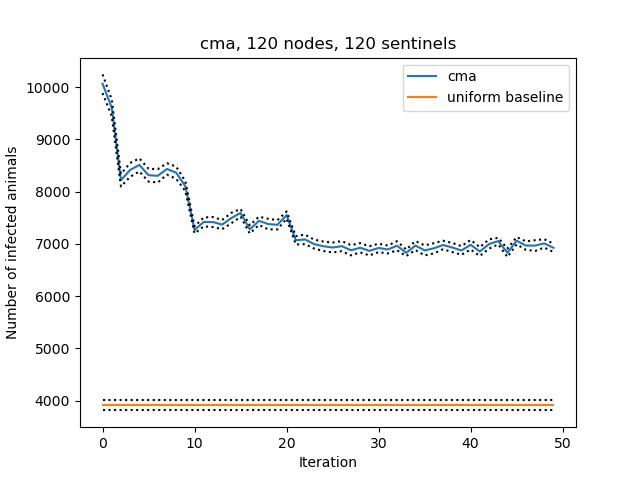 cma, 120 nodes, 120 sentinels
cma
uniform baseline
Number of infected animals
10000
9000
8000
7000
6000
5000
4000
0 10 20 30 40 50
Iteration